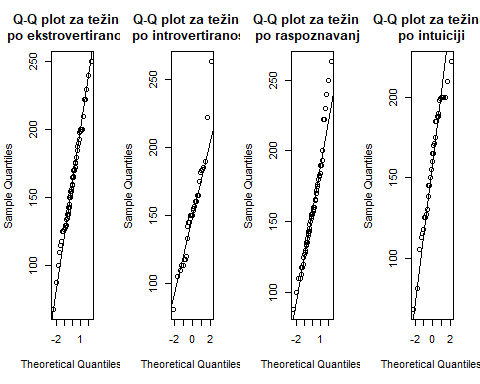 Q-Q plot za težin
po ekstrovertirano
Sample Quantiles
100 150 200 250
-2 1
Theoretical Quantiles
Q-Q plot za težin
po introvertiranos
Sample Quantiles
100 150 200 250
-2 0 2
Theoretical Quantiles
Q-Q plot za težin
po raspoznavanj
Sample Quantiles
100 150 200 250
-2 1
Theoretical Quantiles
Q-Q plot za težin
po intuiciji
Sample Quantiles
100 150 200
-2 0 2
Theoretical Quantiles